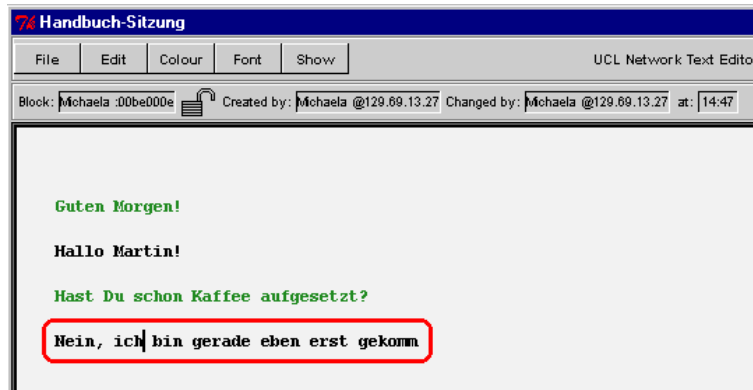 Handbuch-Sitzung
File Edit Colour Font Show UCL Network Text Edito
Block: Michaela :00be000e Created by: Michaela @129.69.13.27 Changed by: Michaela @129.69.13.27 at: 14:47
Guten Morgen!
Hallo Martin!
Hast Du schon Kaffee aufgesetzt?
Nein, ich bin gerade eben erst gekomm